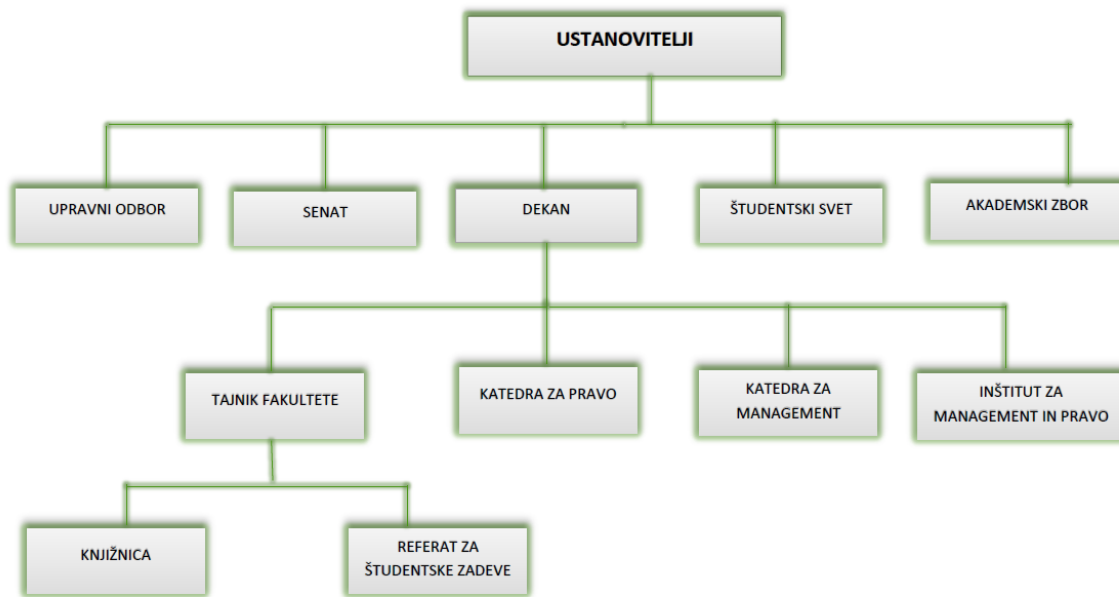 USTANOVITELJI
UPRAVNI ODBOR
SENAT
DEKAN
ŠTUDENTSKI SVET
AKADEMSKI ZBOR
TAJNIK FAKULTETE
KATEDRA ZA PRAVO
KATEDRA ZA
MANAGEMENT
INŠTITUT ZA
MANAGEMENT IN PRAVO
KNJIŽNICA
REFERAT ZA
ŠTUDENTSKE ZADEVE